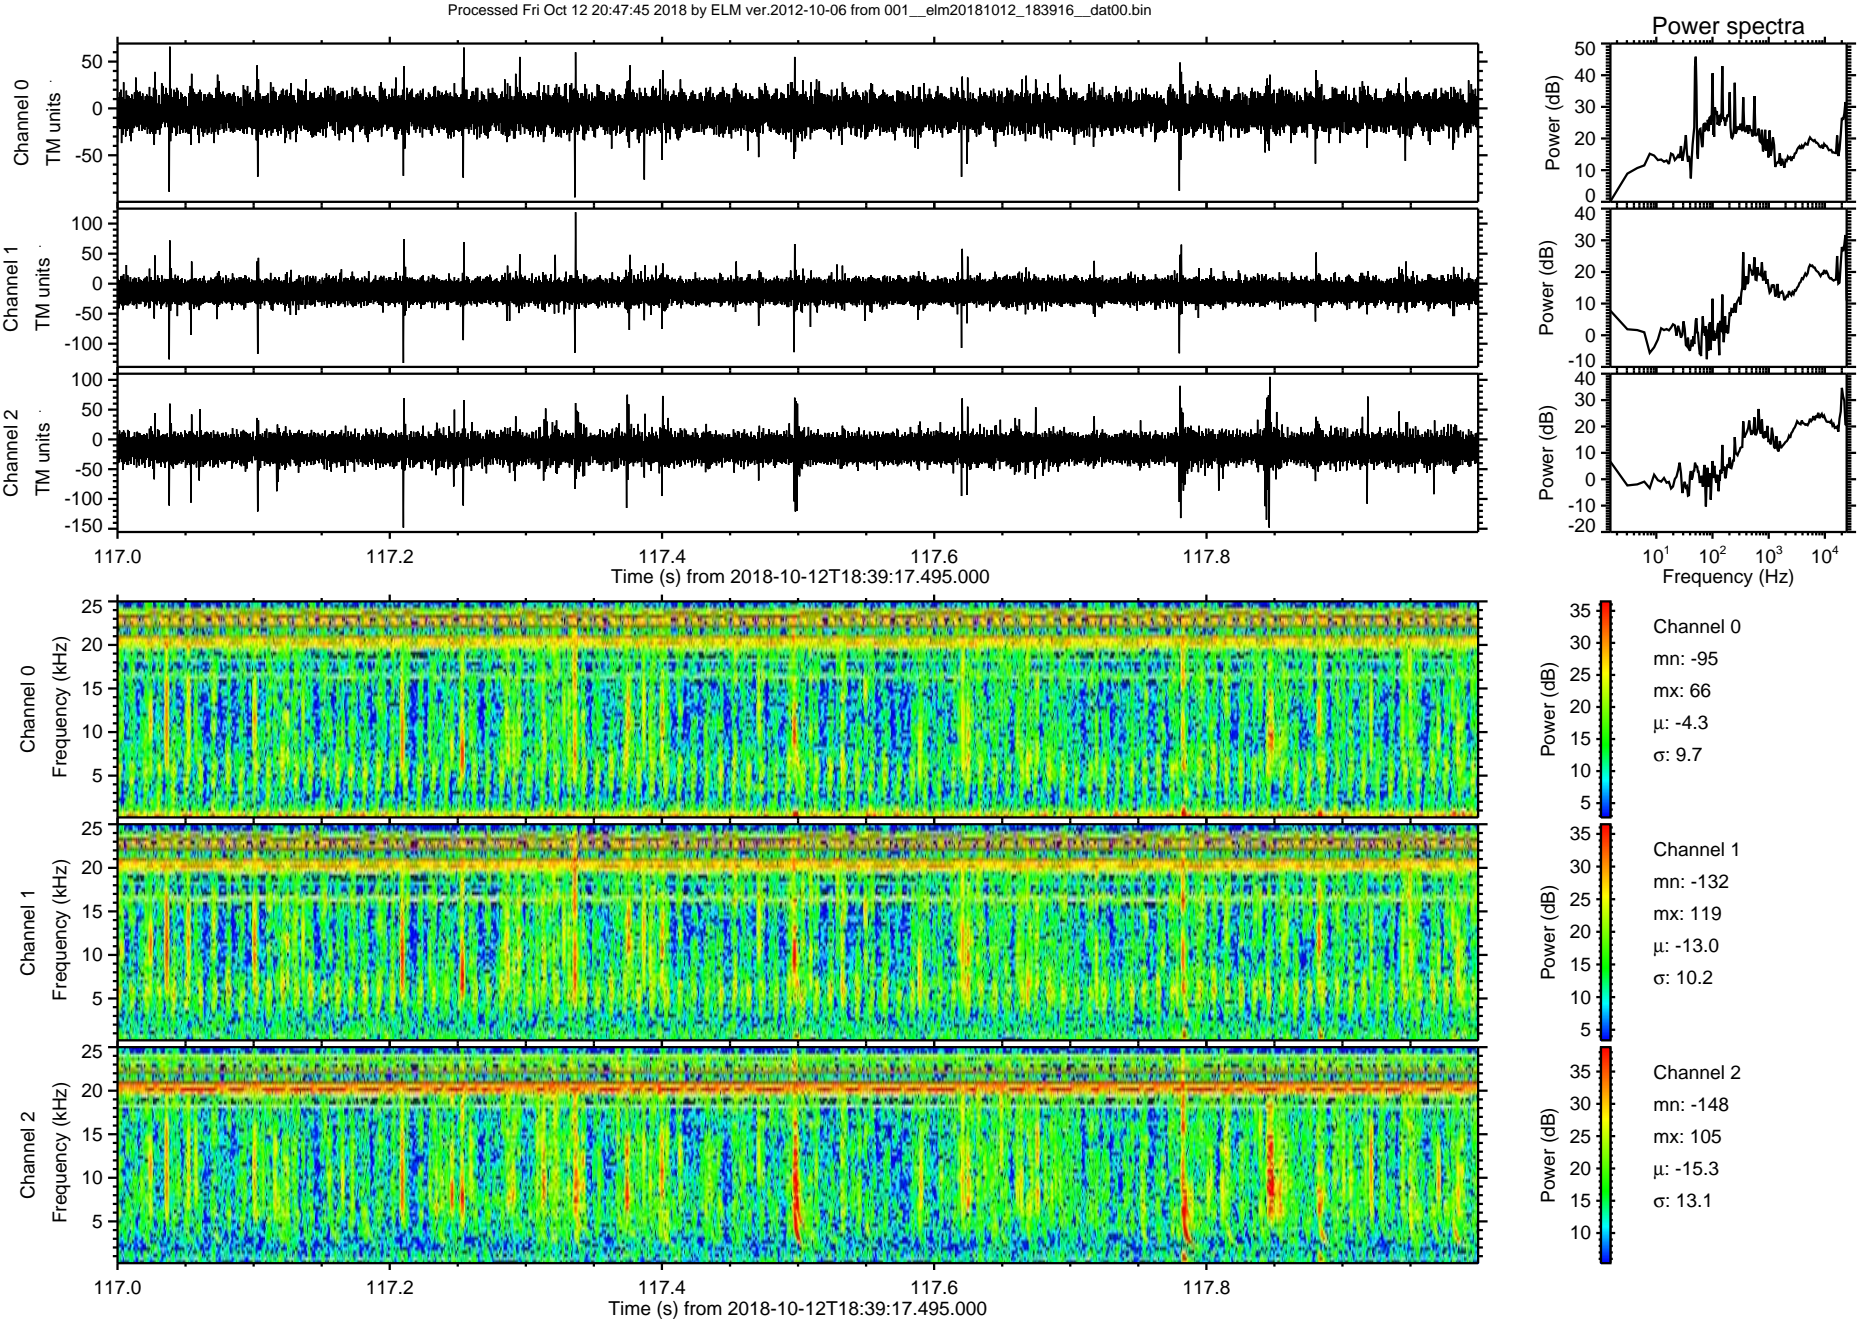 Processed Fri Oct 12 20:47:45 2018 by ELM ver.2012-10-06 from 001__elm20181012_183916__dat00.bin
Power spectra
Channel 0
TM units
50
0
-50
Power (dB)
50
40
30
20
10
0
Channel 1
TM units
100
50
0
-50
-100
Power (dB)
40
30
20
10
0
-10
Channel 2
TM units
100
50
0
-50
-100
-150
Power (dB)
40
30
20
10
0
-10
-20
117.0 117.2 117.4 117.6 117.8
Time (s) from 2018-10-12T18:39:17.495.000
10¹ 10² 10³ 10⁴
Frequency (Hz)
Channel 0
Frequency (kHz)
25
20
15
10
5
Power (dB)
35
30
25
20
15
10
5
Channel 0
mn: -95
mx: 66
μ: -4.3
σ: 9.7
Channel 1
Frequency (kHz)
25
20
15
10
5
Power (dB)
35
30
25
20
15
10
5
Channel 1
mn: -132
mx: 119
μ: -13.0
σ: 10.2
Channel 2
Frequency (kHz)
25
20
15
10
5
Power (dB)
35
30
25
20
15
10
Channel 2
mn: -148
mx: 105
μ: -15.3
σ: 13.1
117.0 117.2 117.4 117.6 117.8
Time (s) from 2018-10-12T18:39:17.495.000